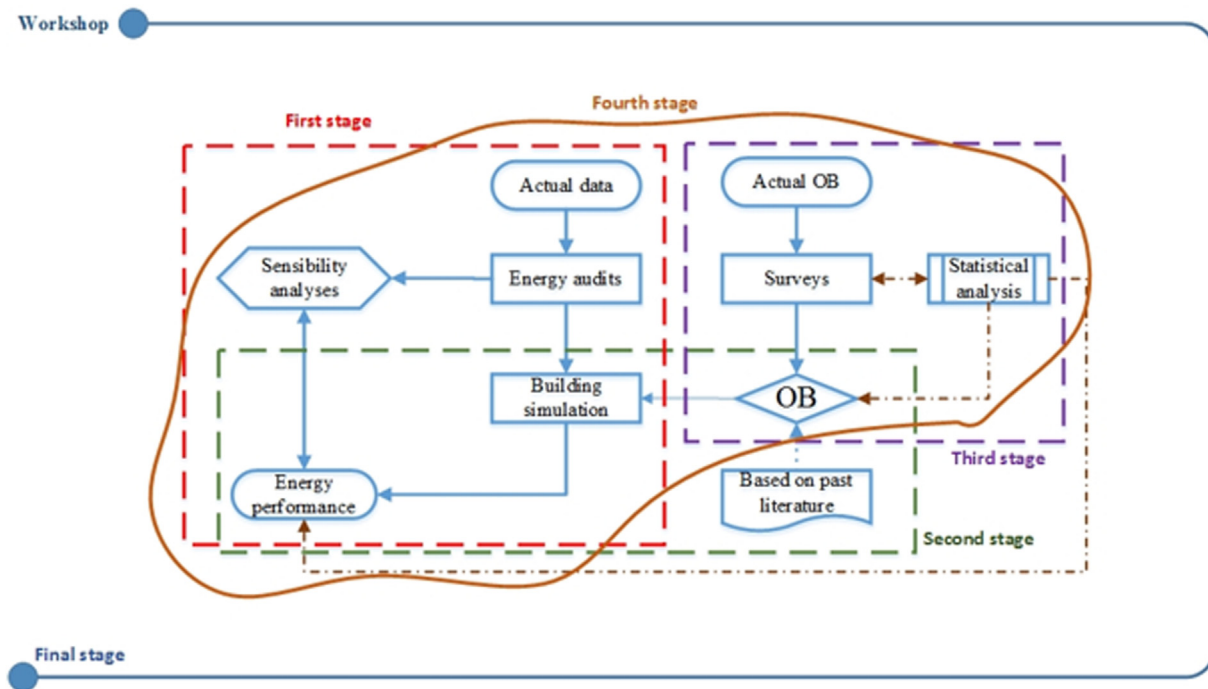 Workshop
Fourth stage
First stage
Actual data
Actual OB
Sensibility
analyses
Energy audits
Surveys
Statistical
analysis
Building
simulation
OB
Third stage
Energy
performance
Based on past
literature
Second stage
Final stage